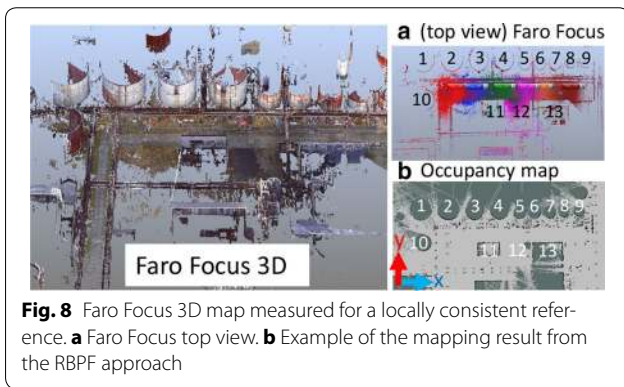 Faro Focus 3D
a (top view) Faro Focus
1 2 3 4 5 6 7 8 9
10 11 12 13
b Occupancy map
1 2 3 4 5 6 7 8 9
10 11 12 13
y
x
Fig. 8 Faro Focus 3D map measured for a locally consistent refer-
ence. a Faro Focus top view. b Example of the mapping result from
the RBPF approach